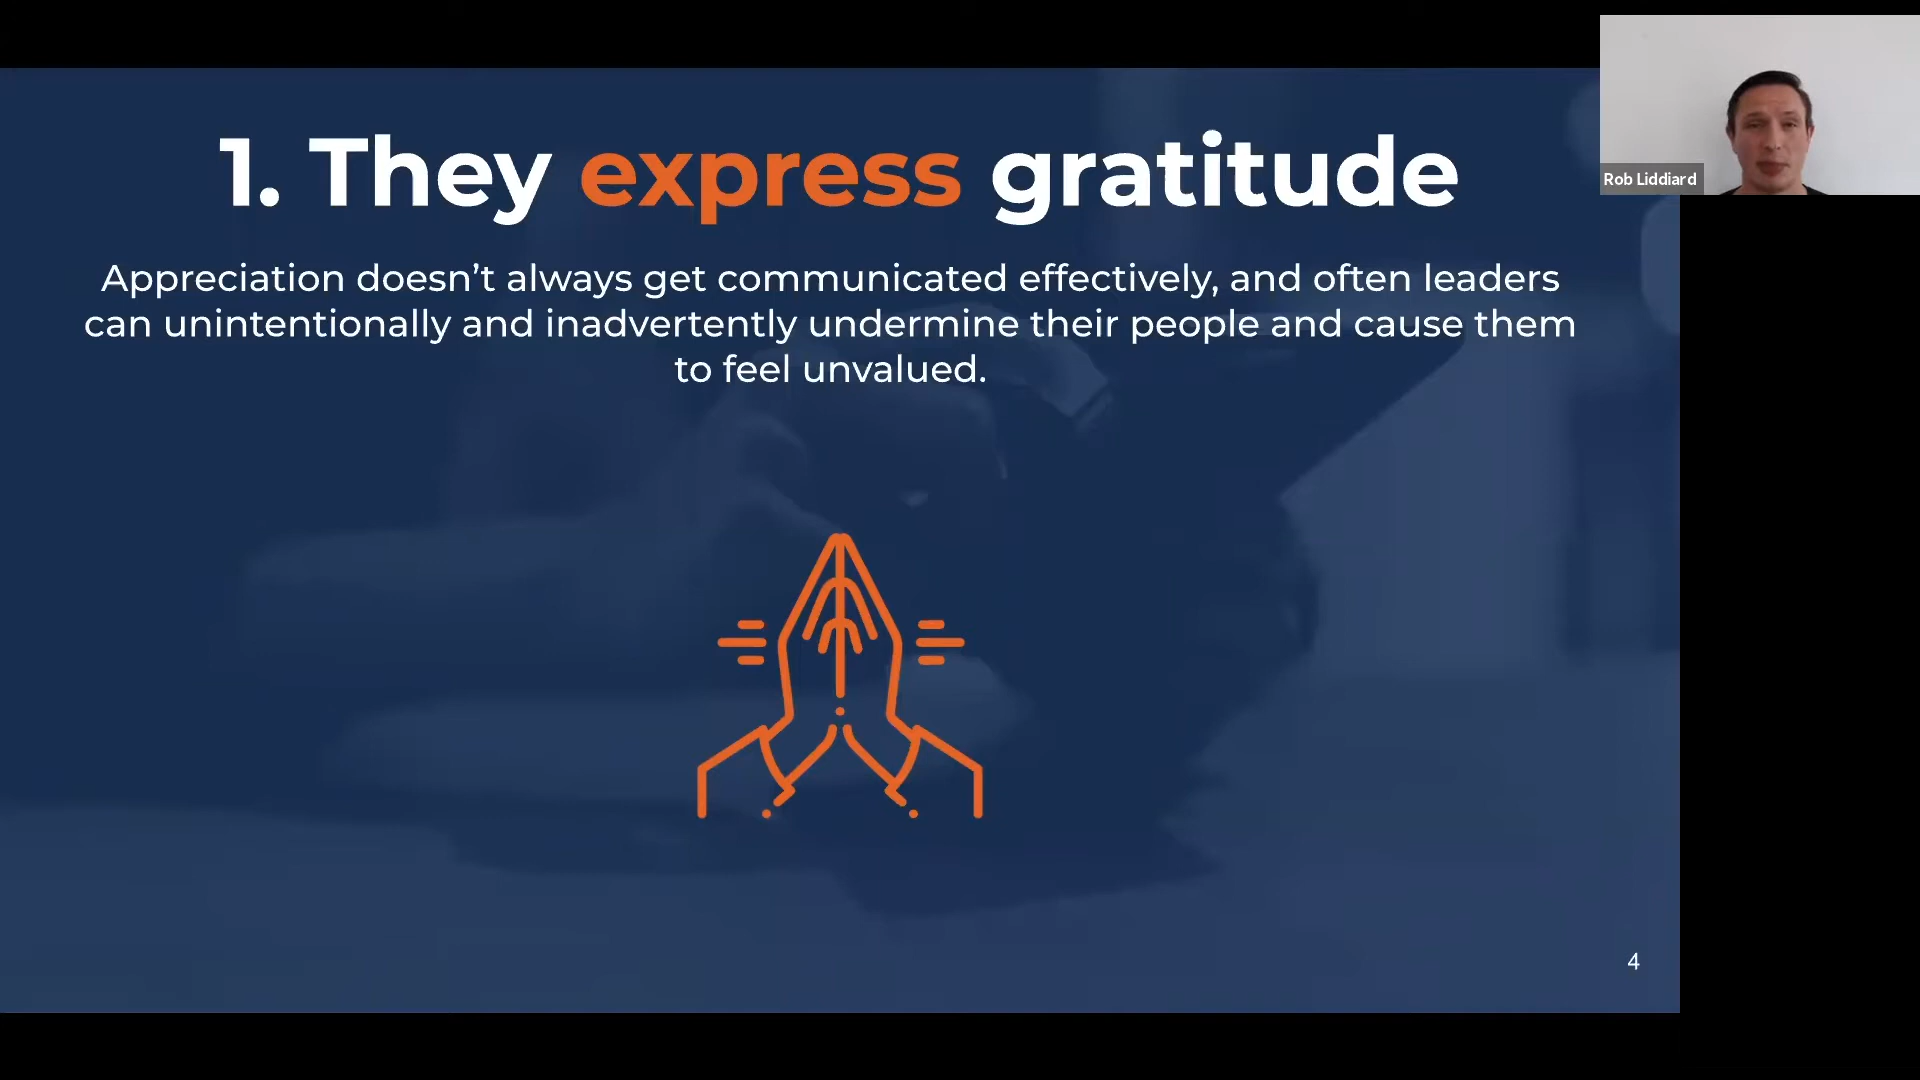 1. They express gratitude
Appreciation doesn’t always get communicated effectively, and often leaders
can unintentionally and inadvertently undermine their people and cause them
to feel unvalued.
Rob Liddiard
4